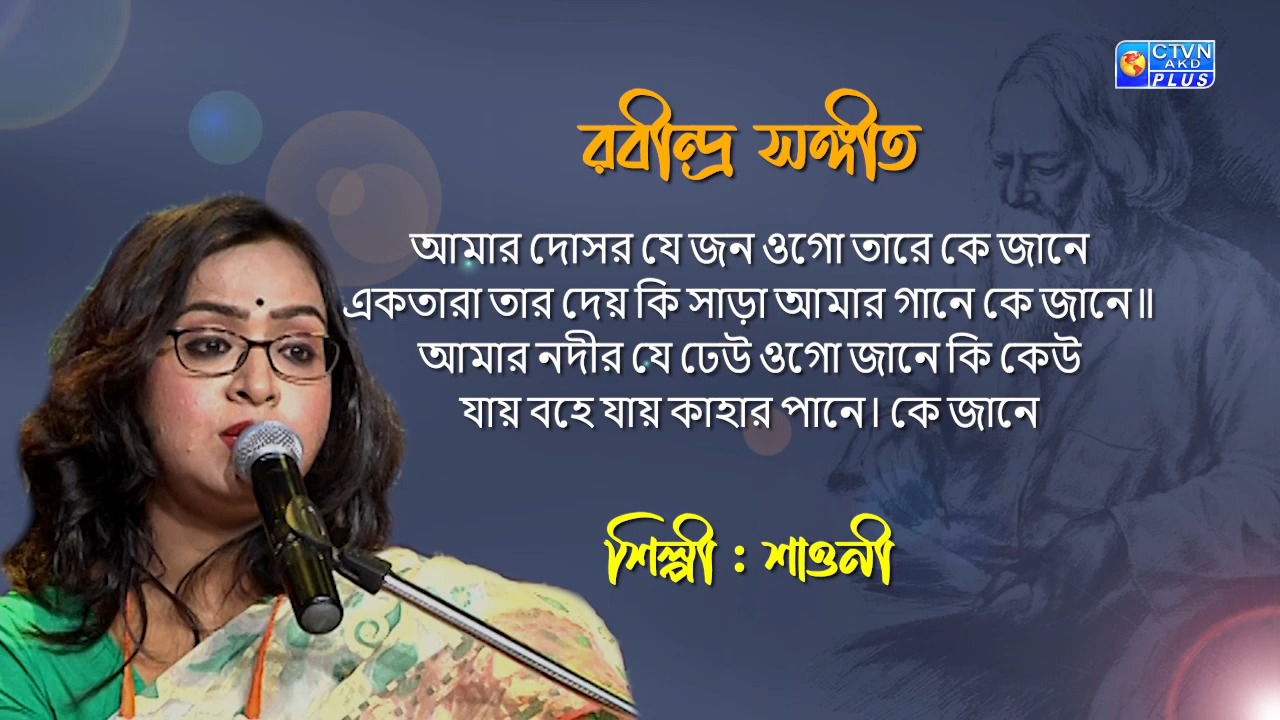 CTVN
AKD
PLUS
রবীন্দ্র সঙ্গীত
আমার দোসর যে জন ওগো তারে কে জানে
একতারা তার দেয় কি সাড়া আমার গানে কে জানে॥
আমার নদীর যে ঢেউ ওগো জানে কি কেউ
যায় বহে যায় কাহার পানে। কে জানে
শিল্পী : শাওনী